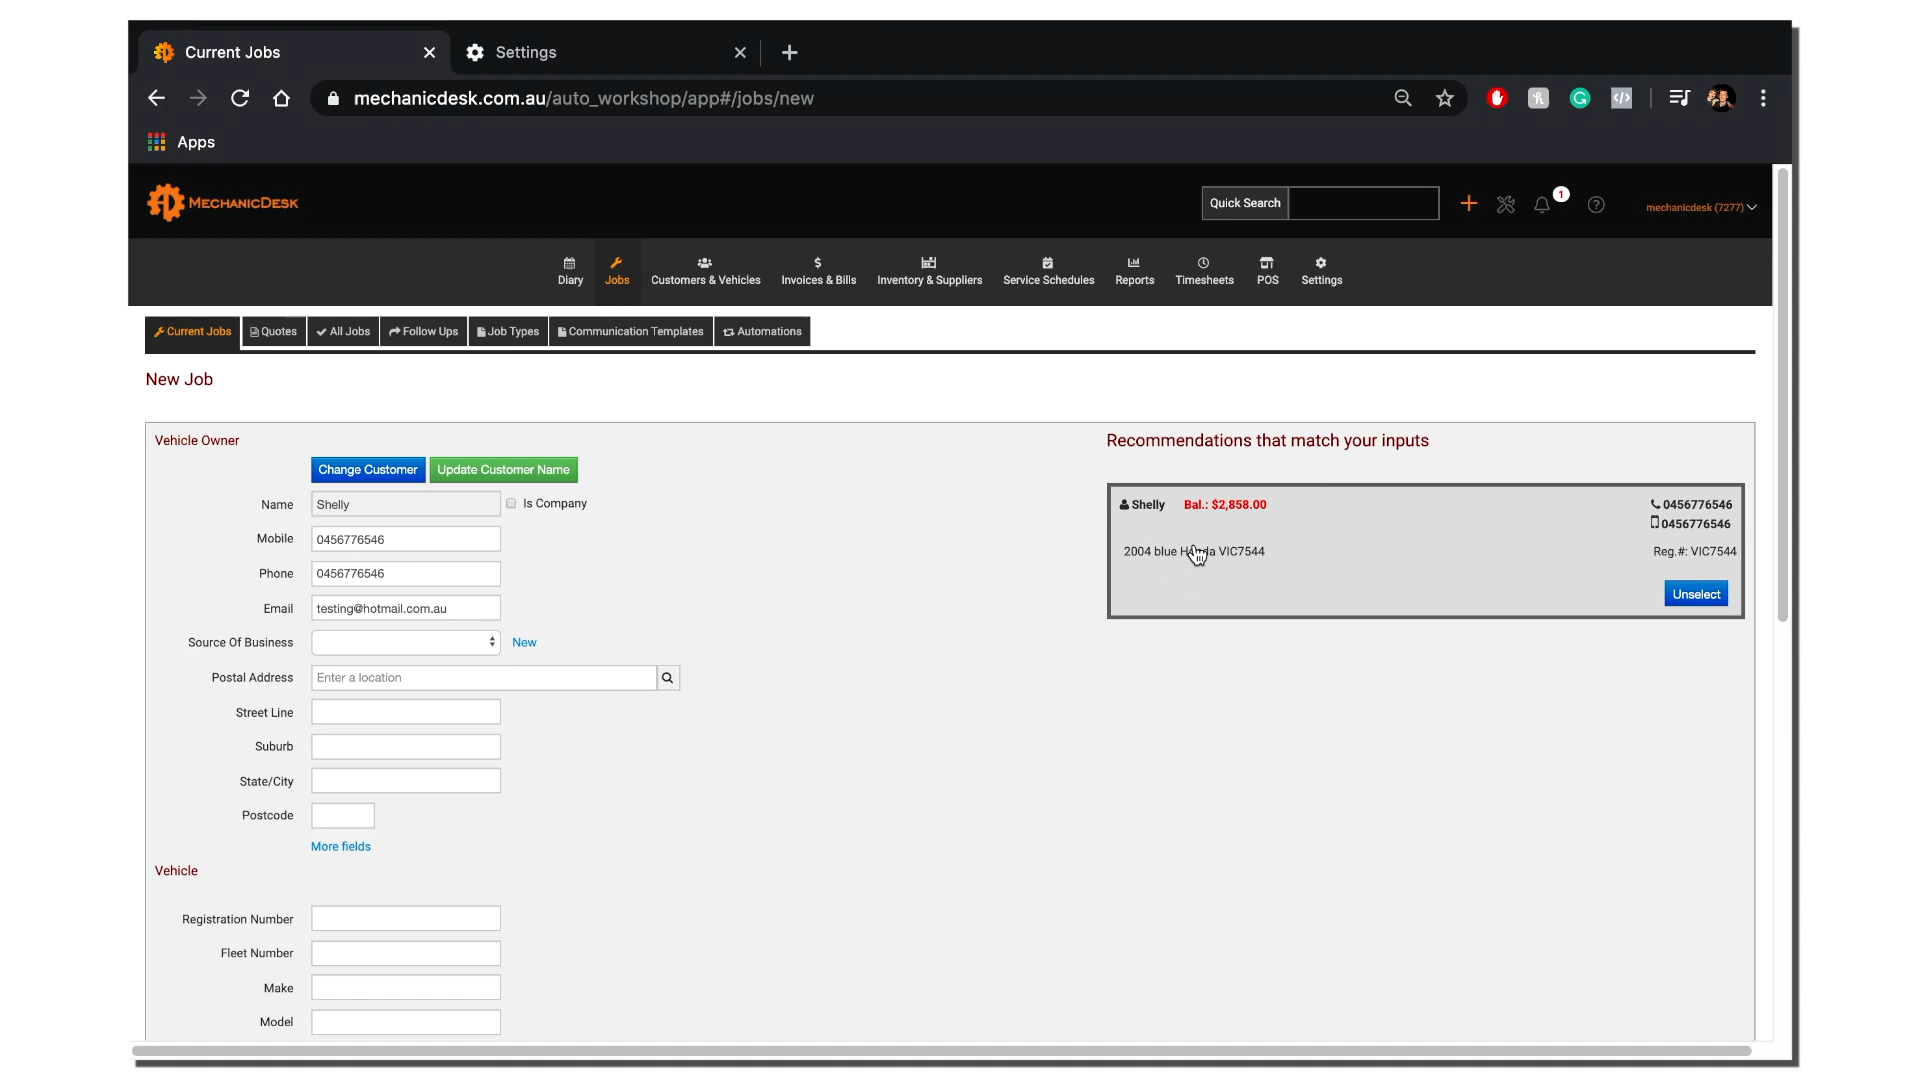 Current Jobs
Settings
mechanicdesk.com.au/auto_workshop/app#/jobs/new
Apps
MECHANICDESK
Quick Search
1
mechanicdesk (7277)
Diary
Jobs
Customers & Vehicles
Invoices & Bills
Inventory & Suppliers
Service Schedules
Reports
Timesheets
POS
Settings
Current Jobs
Quotes
All Jobs
Follow Ups
Job Types
Communication Templates
Automations
New Job
Vehicle Owner
Change Customer
Update Customer Name
Name
Shelly
Is Company
Mobile
0456776546
Phone
0456776546
Email
testing@hotmail.com.au
Source Of Business
New
Postal Address
Enter a location
Street Line
Suburb
State/City
Postcode
More fields
Vehicle
Registration Number
Fleet Number
Make
Model
Recommendations that match your inputs
Shelly Bal.: $2,858.00
0456776546
0456776546
2004 blue VIC7544
Reg.#: VIC7544
Unselect